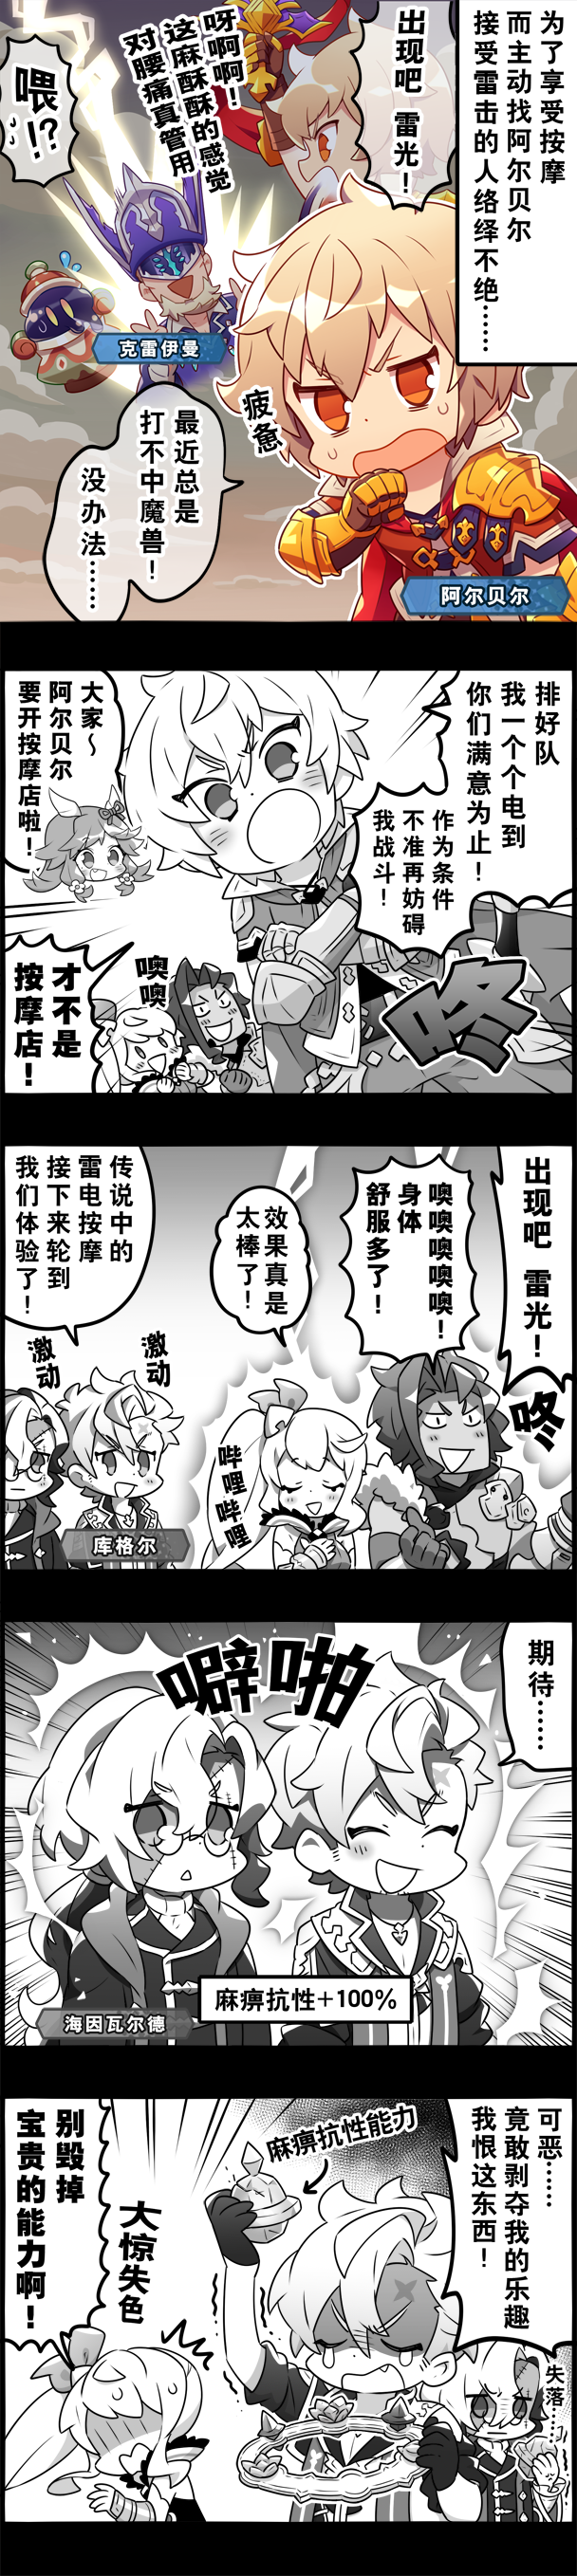 为了享受按摩
而主动找阿尔贝尔
接受雷击的人络绎不绝……
出现吧 雷光！
呀啊啊！
这麻酥酥的感觉
对腰痛真管用
喂！？
克雷伊曼
疲惫
最近总是
打不中魔兽！
没办法……
阿尔贝尔
排好队
我一个个电到
你们满意为止！
作为条件
不准再妨碍
我战斗！
大家～
阿尔贝尔
要开按摩店啦！
咚
噢噢
才不是
按摩店！
出现吧 雷光！
咚
噢噢噢噢噢！
身体
舒服多了！
效果真是
太棒了！
哔哩哔哩
传说中的
雷电按摩
接下来轮到
我们体验了！
激动
激动
库格尔
期待……
噼啪
麻痹抗性+100%
海因瓦尔德
可恶……
竟敢剥夺我的乐趣
我恨这东西！
麻痹抗性能力
失落……
大惊失色
别毁掉
宝贵的能力啊！